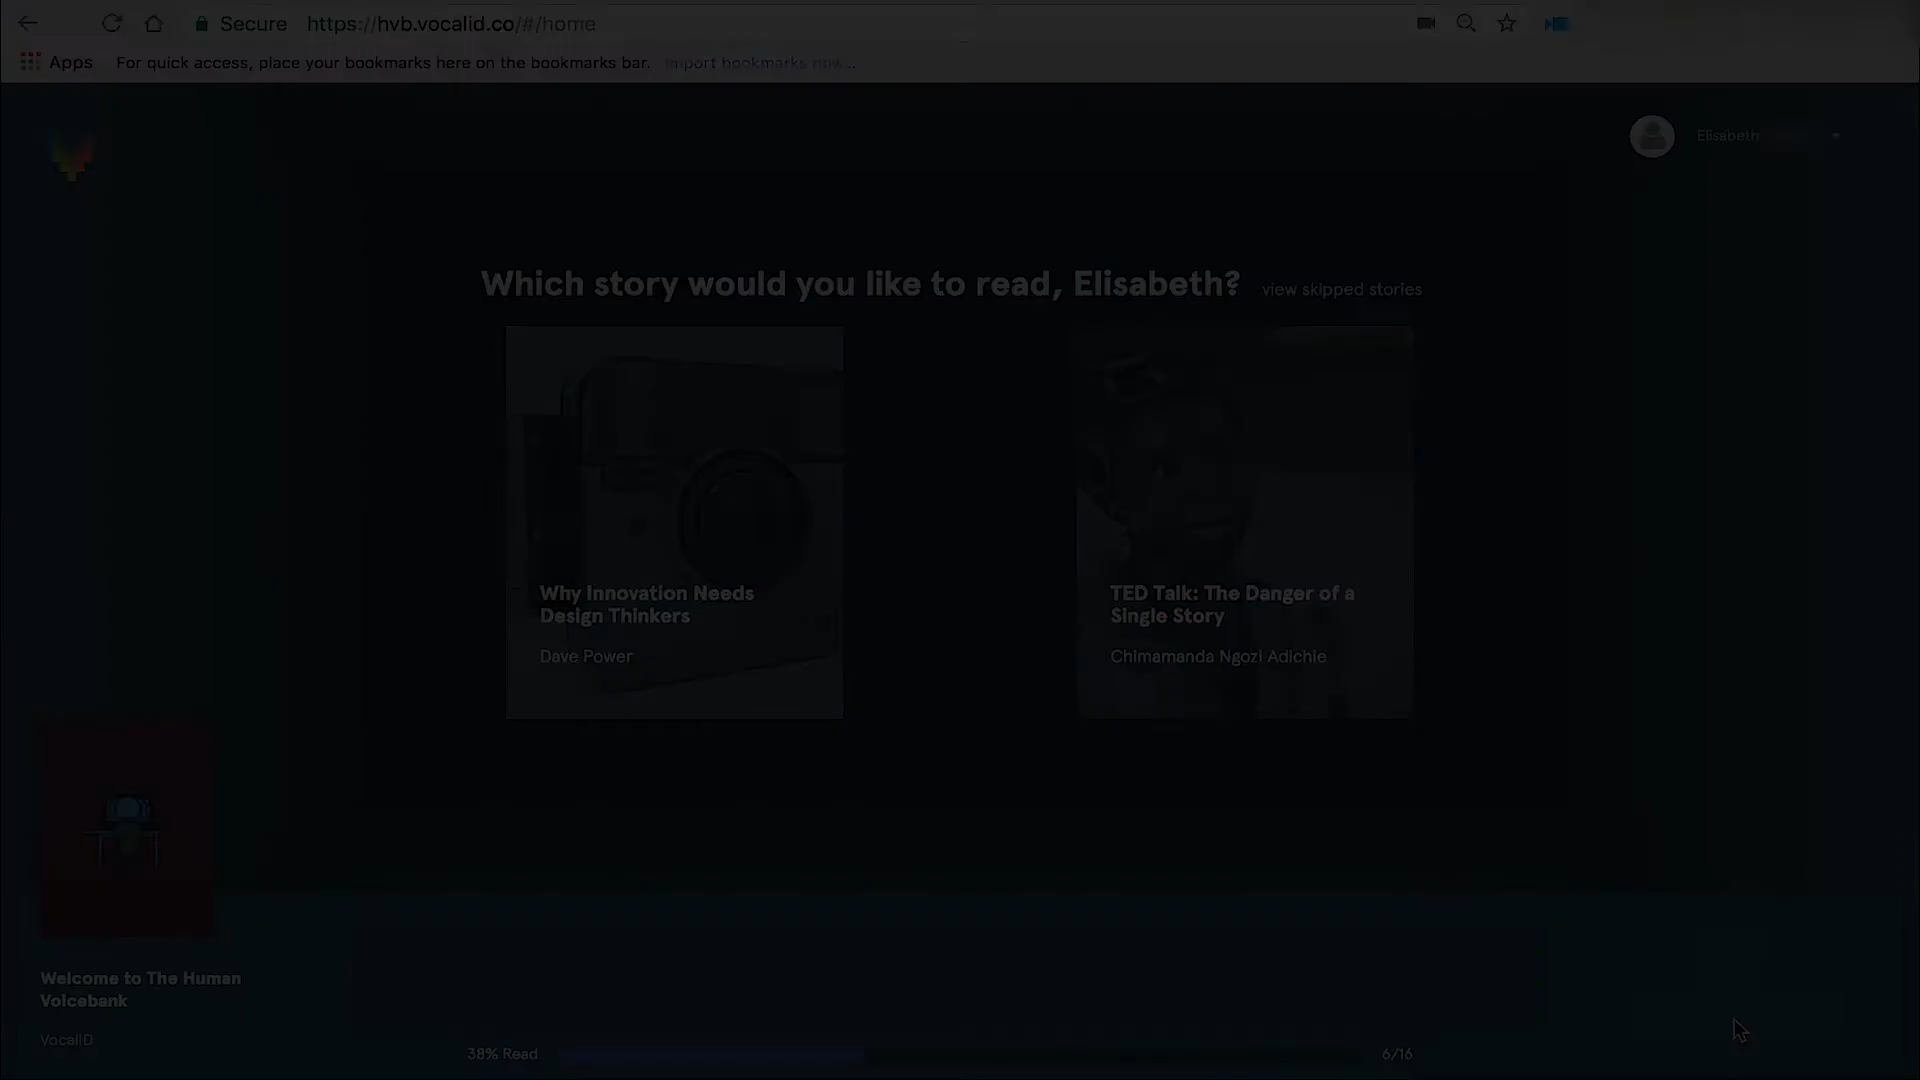 Secure https://hvb.vocalid.co/#/home
Apps For quick access, place your bookmarks here on the bookmarks bar. Import bookmarks now...
Elisabeth
Which story would you like to read, Elisabeth? view skipped stories
Why Innovation Needs
Design Thinkers
Dave Power
TED Talk: The Danger of a
Single Story
Chimamanda Ngozi Adichie
Welcome to The Human
Voicebank
VocaliD
38% Read
6/16